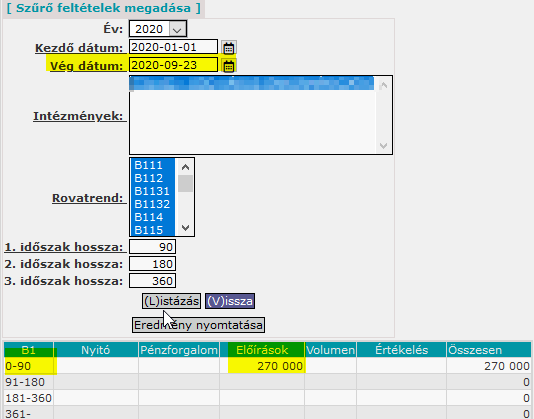 [ Szűrő feltételek megadása ]
Év: 2020
Kezdő dátum: 2020-01-01
Vég dátum: 2020-09-23
Intézmények:
Rovatrend:
B111
B112
B1131
B1132
B114
B115
1. időszak hossza: 90
2. időszak hossza: 180
3. időszak hossza: 360
(L)istázás (V)issza
Eredmény nyomtatása
B1 Nyitó Pénzforgalom Előírások Volumen Értékelés Összesen
0-90 270 000 270 000
91-180 0
181-360 0
361- 0